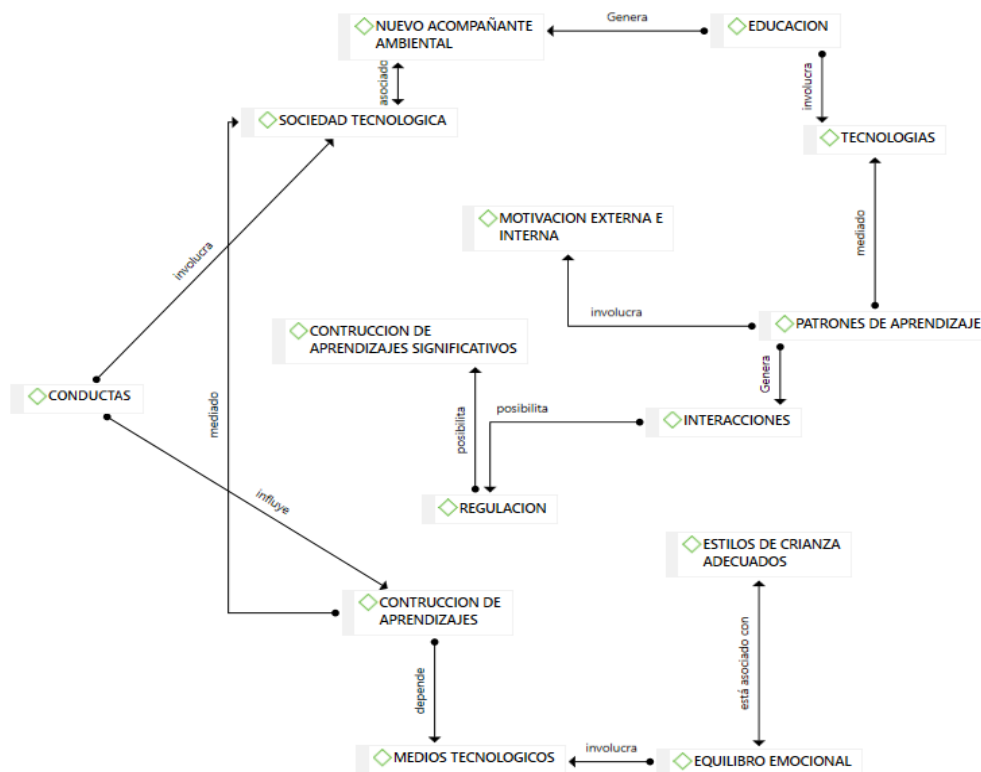 Genera
NUEVO ACOMPAÑANTE
AMBIENTAL
EDUCACION
asociado
involucra
SOCIEDAD TECNOLOGICA
TECNOLOGIAS
MOTIVACION EXTERNA E
INTERNA
mediado
involucra
involucra
PATRONES DE APRENDIZAJE
CONTRUCCION DE
APRENDIZAJES SIGNIFICATIVOS
Genera
CONDUCTAS
mediado
posibilita
INTERACCIONES
posibilita
influye
REGULACION
ESTILOS DE CRIANZA
ADECUADOS
CONTRUCCION DE
APRENDIZAJES
depende
está asociado con
MEDIOS TECNOLOGICOS
involucra
EQUILIBRO EMOCIONAL